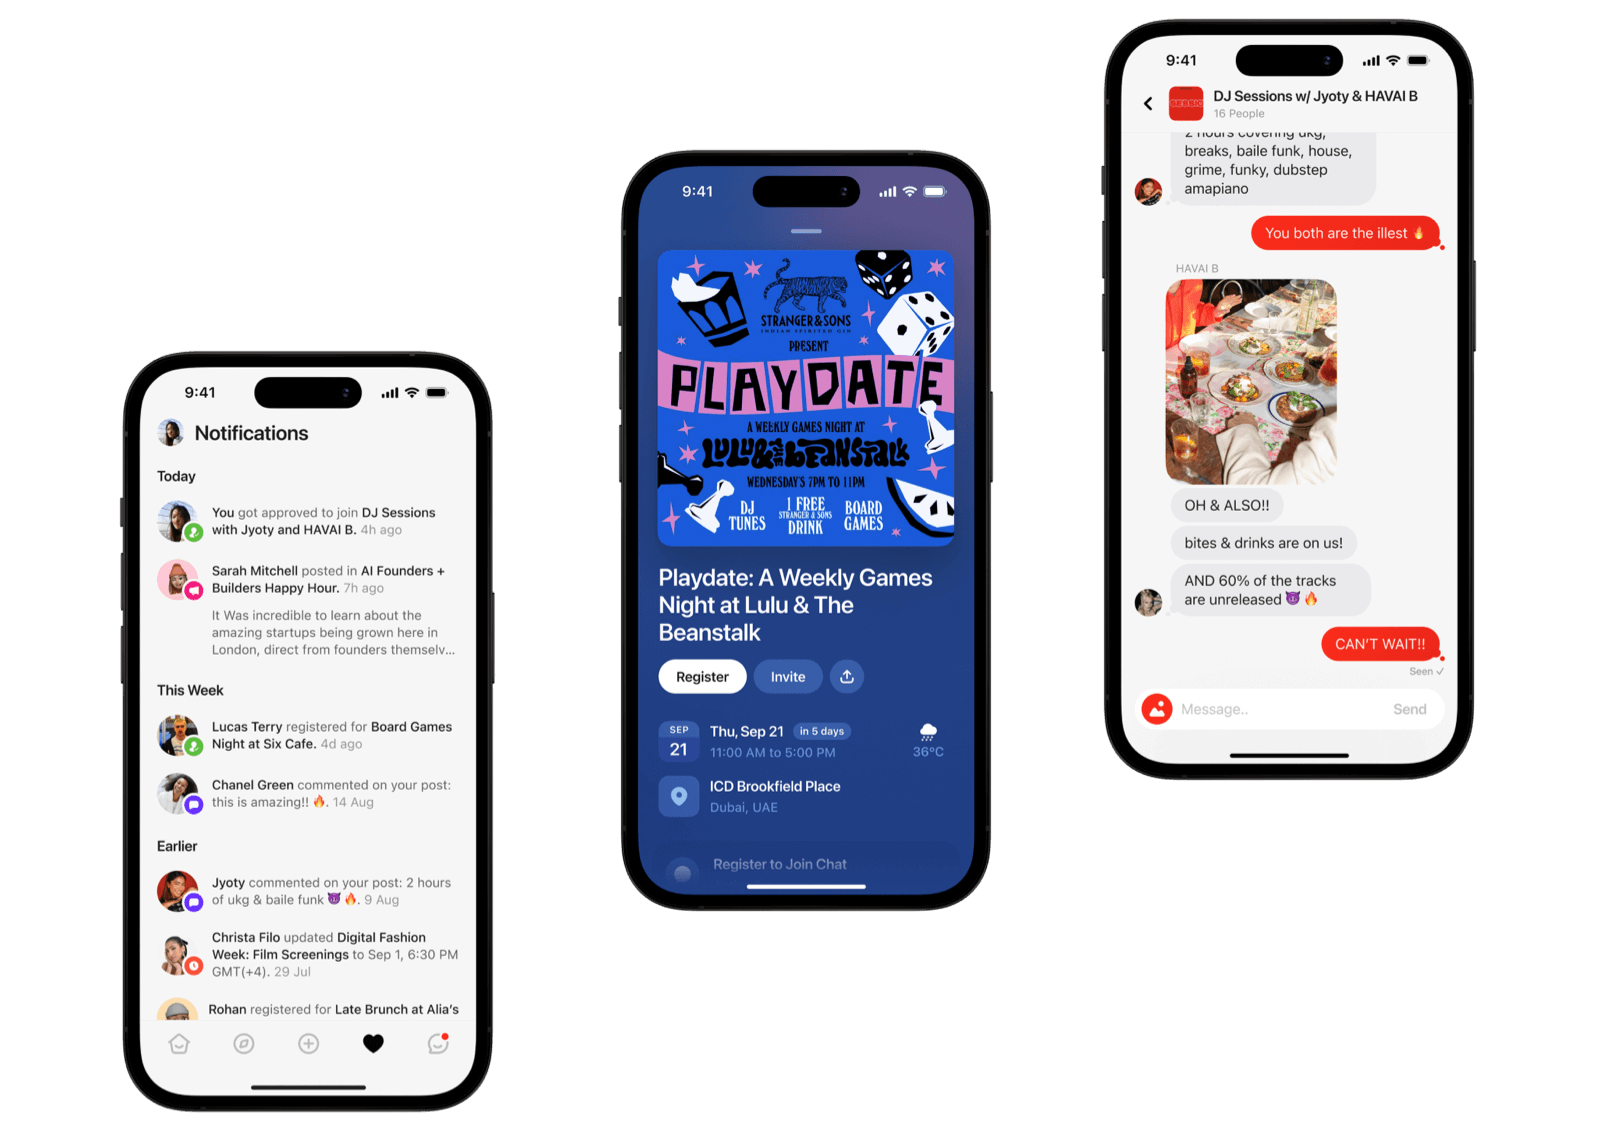 9:41
Notifications
Today
You got approved to join DJ Sessions
with Jyoty and HAVAI B. 4h ago
Sarah Mitchell posted in AI Founders +
Builders Happy Hour. 7h ago
It Was incredible to learn about the
amazing startups being grown here in
London, direct from founders themselv...
This Week
Lucas Terry registered for Board Games
Night at Six Cafe. 4d ago
Chanel Green commented on your post:
this is amazing!! 🔥. 14 Aug
Earlier
Jyoty commented on your post: 2 hours
of ukg & baile funk 😈 🔥. 9 Aug
Christa Filo updated Digital Fashion
Week: Film Screenings to Sep 1, 6:30 PM
GMT(+4). 29 Jul
Rohan registered for Late Brunch at Alia’s
9:41
STRANGER & SONS
INDIAN SPIRITED GIN
PRESENT
PLAYDATE
A WEEKLY GAMES NIGHT AT
LULU & THE BEANSTALK
WEDNESDAY'S 7PM TO 11PM
DJ
TUNES
1 FREE
STRANGER & SONS
DRINK
BOARD
GAMES
Playdate: A Weekly Games
Night at Lulu & The
Beanstalk
Register
Invite
SEP
21
Thu, Sep 21 in 5 days
11:00 AM to 5:00 PM
36°C
ICD Brookfield Place
Dubai, UAE
Register to Join Chat
9:41
DJ Sessions w/ Jyoty & HAVAI B
16 People
2 hours covering ukg,
breaks, baile funk, house,
grime, funky, dubstep
amapiano
You both are the illest 🔥
HAVAI B
OH & ALSO!!
bites & drinks are on us!
AND 60% of the tracks
are unreleased 😈 🔥
CAN’T WAIT!!
Seen ✓
Message..
Send